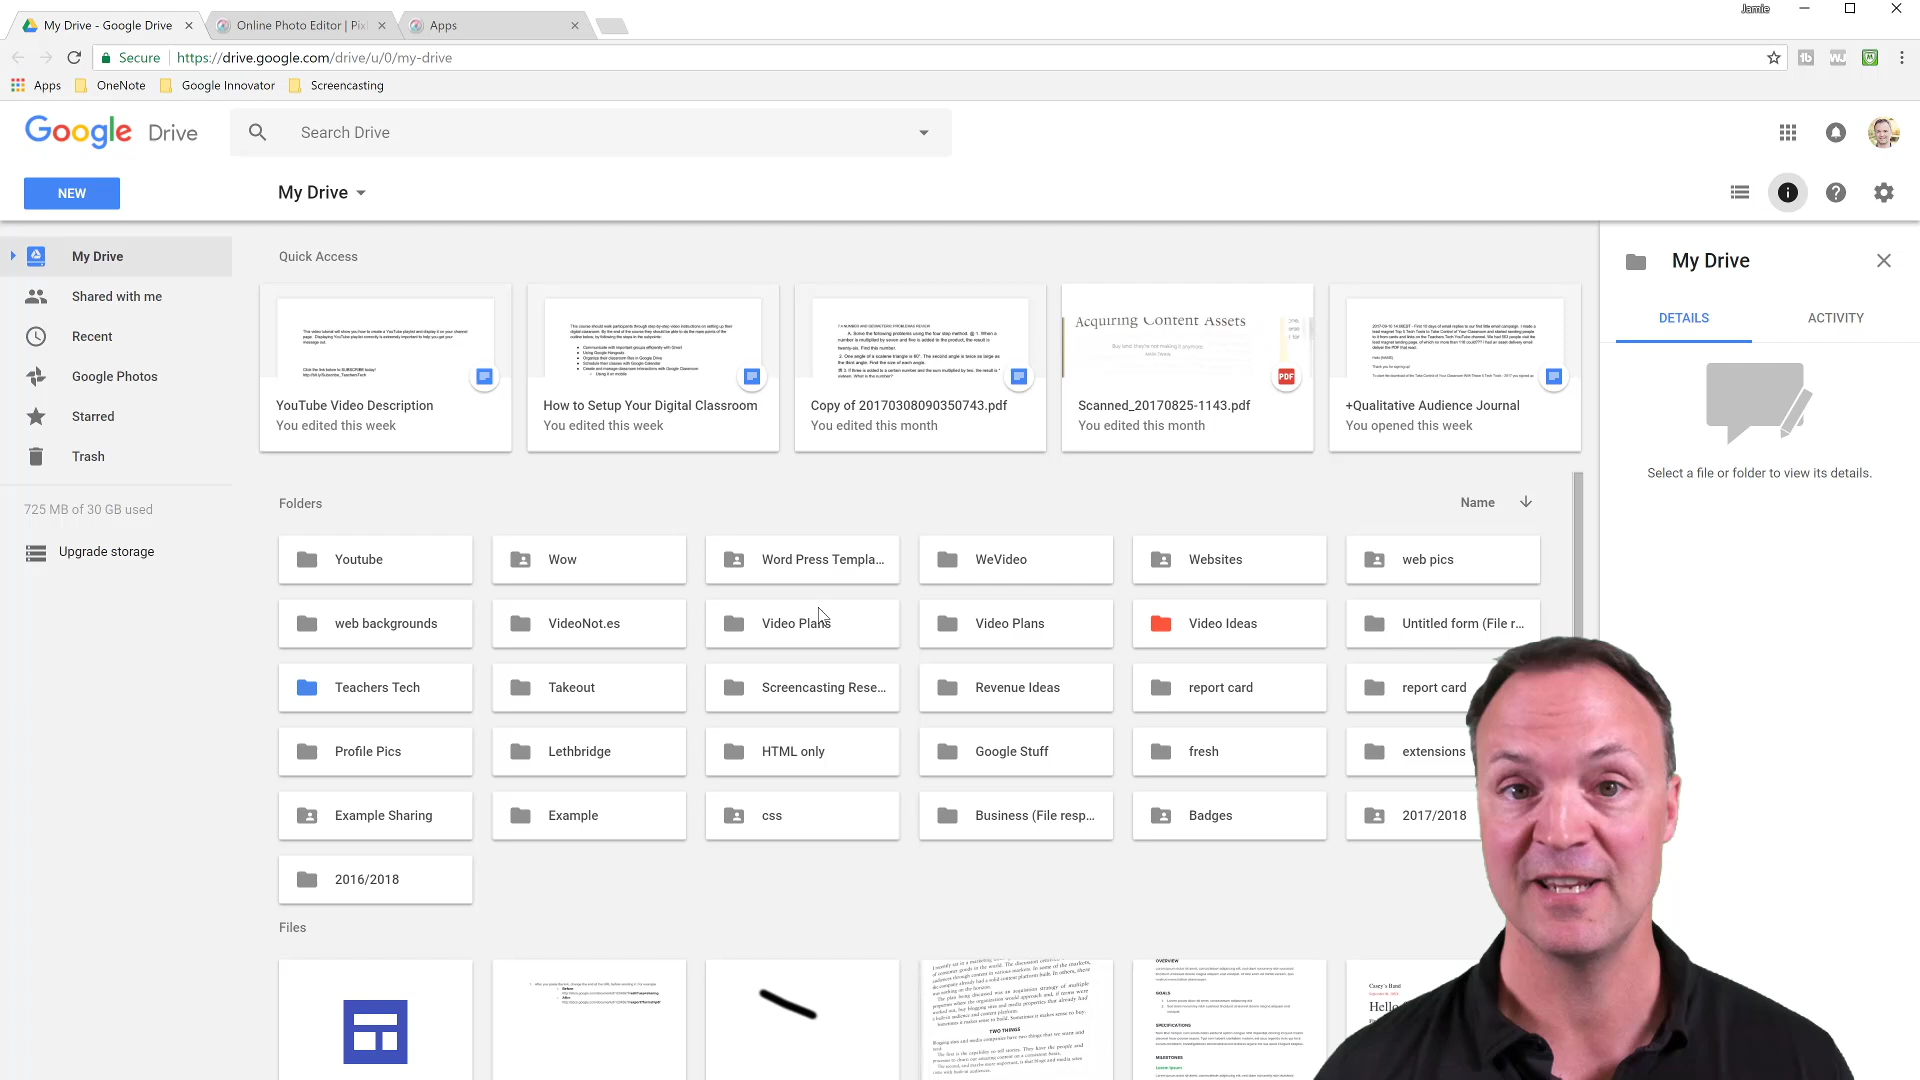 My Drive - Google Drive
Online Photo Editor | Pix
Apps
Jamie
Secure
https://drive.google.com/drive/u/0/my-drive
Apps
OneNote
Google Innovator
Screencasting
Google Drive
Search Drive
NEW
My Drive
My Drive
Shared with me
Recent
Google Photos
Starred
Trash
725 MB of 30 GB used
Upgrade storage
Quick Access
YouTube Video Description
You edited this week
How to Setup Your Digital Classroom
You edited this week
Copy of 20170308090350743.pdf
You edited this month
Acquiring Content Assets
PDF
Scanned_20170825-1143.pdf
You edited this month
+Qualitative Audience Journal
You opened this week
Folders
Name
Youtube
Wow
Word Press Templa...
WeVideo
Websites
web pics
web backgrounds
VideoNot.es
Video Plans
Video Plans
Video Ideas
Untitled form (File r...
Teachers Tech
Takeout
Screencasting Rese...
Revenue Ideas
report card
report card
Profile Pics
Lethbridge
HTML only
Google Stuff
fresh
extensions
Example Sharing
Example
css
Business (File resp...
Badges
2017/2018
2016/2018
Files
TWO THINGS
OVERVIEW
GOALS
SPECIFICATIONS
MILESTONES
Hello
My Drive
DETAILS
ACTIVITY
Select a file or folder to view its details.